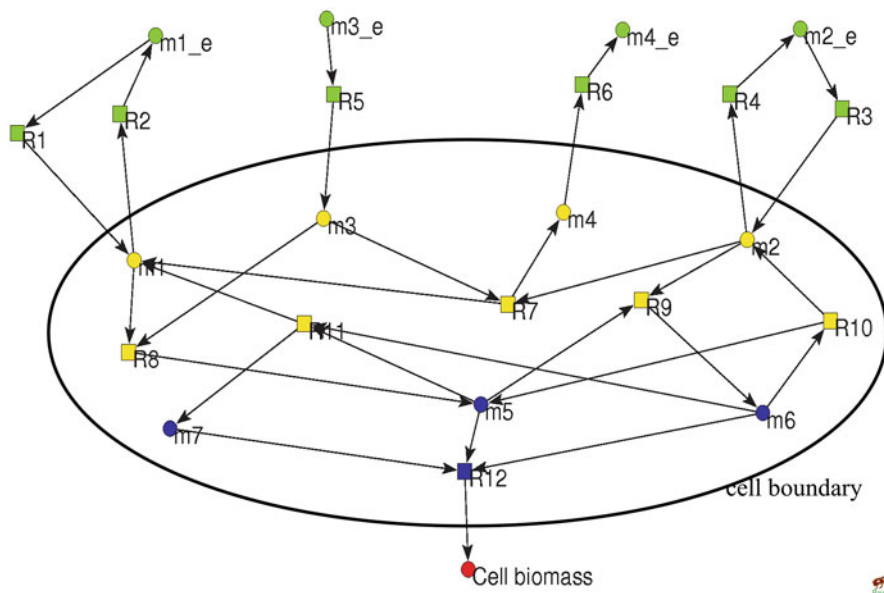 m1_e
m3_e
m4_e
m2_e
R1
R2
R5
R6
R4
R3
m1
m3
m4
m2
R8
R11
R7
R9
R10
m7
m5
m6
R12
cell boundary
Cell biomass